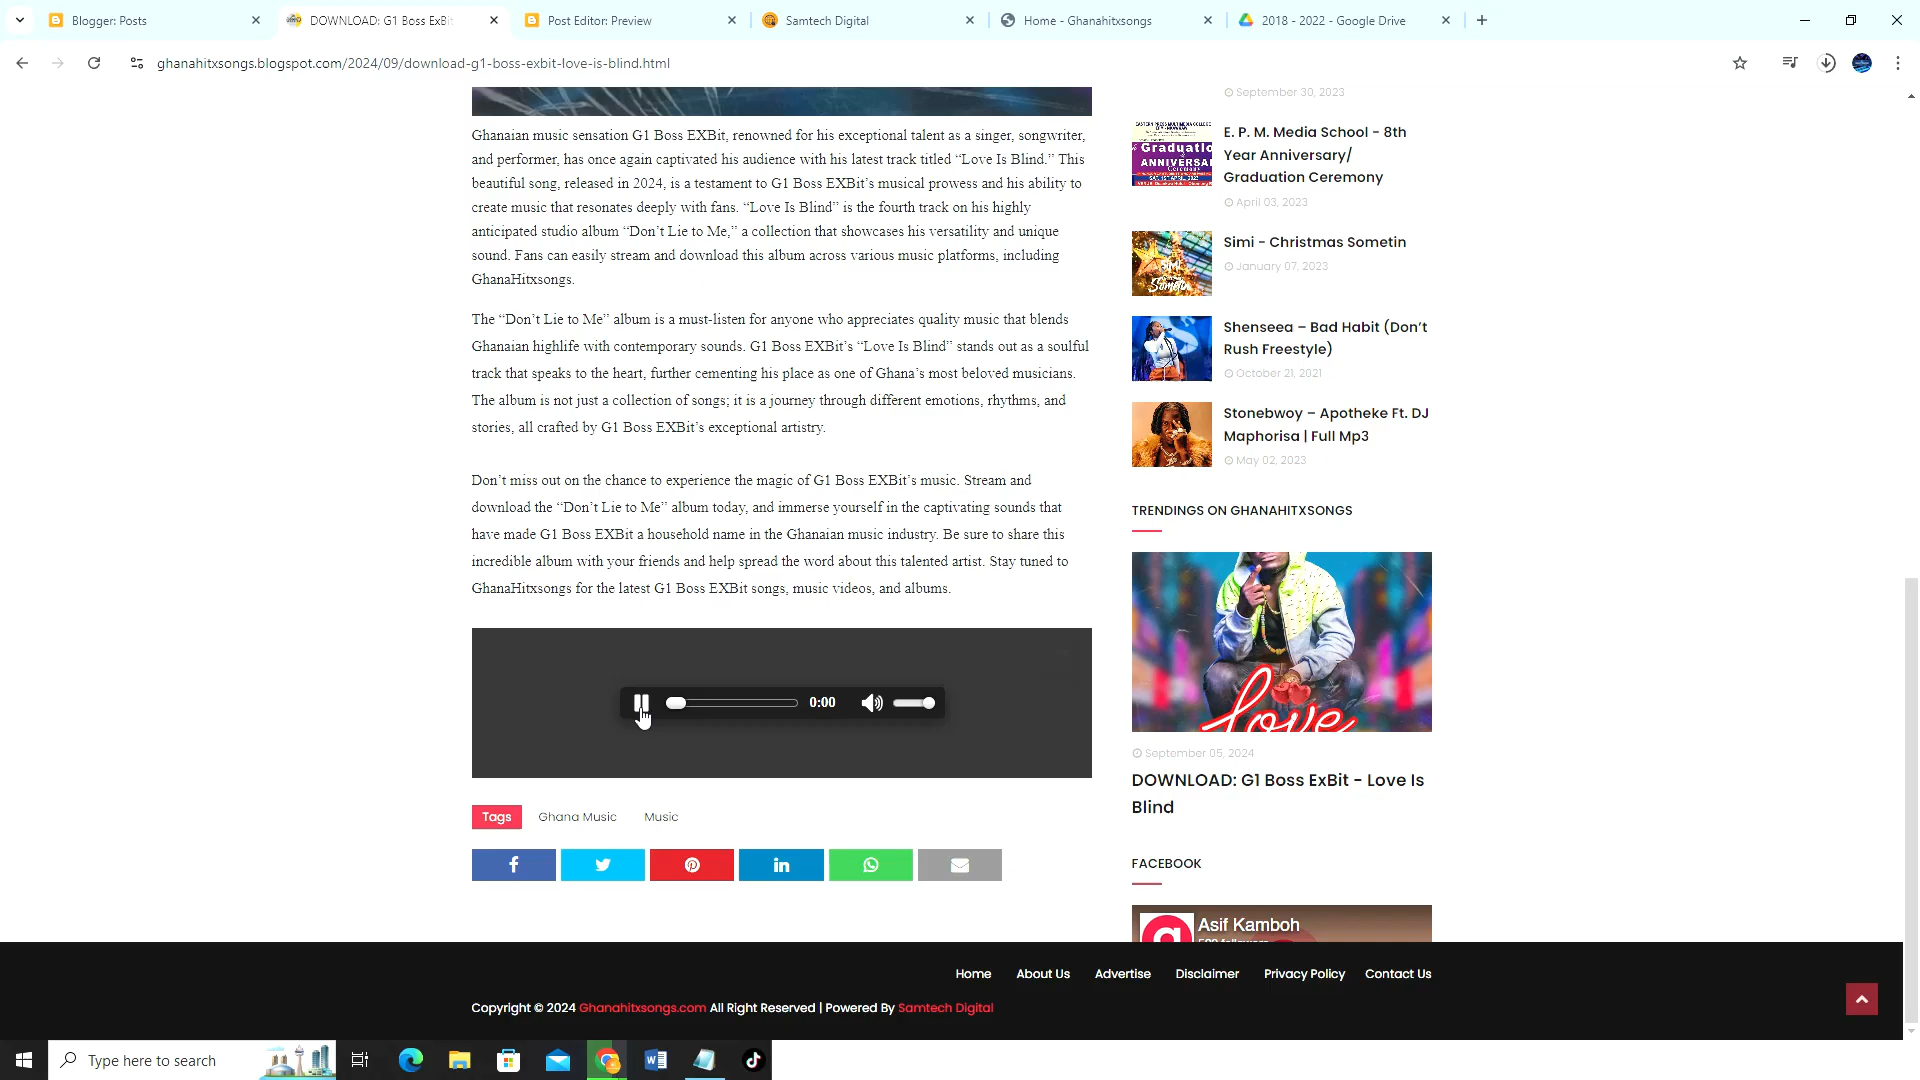 Blogger: Posts
DOWNLOAD: G1 Boss ExBit
Post Editor: Preview
Samtech Digital
Home - Ghanahitxsongs
2018 - 2022 - Google Drive
ghanahitxsongs.blogspot.com/2024/09/download-g1-boss-exbit-love-is-blind.html
Ghanaian music sensation G1 Boss EXBit, renowned for his exceptional talent as a singer, songwriter,
and performer, has once again captivated his audience with his latest track titled “Love Is Blind.” This
beautiful song, released in 2024, is a testament to G1 Boss EXBit’s musical prowess and his ability to
create music that resonates deeply with fans. “Love Is Blind” is the fourth track on his highly
anticipated studio album “Don’t Lie to Me,” a collection that showcases his versatility and unique
sound. Fans can easily stream and download this album across various music platforms, including
GhanaHitxsongs.
The “Don’t Lie to Me” album is a must-listen for anyone who appreciates quality music that blends
Ghanaian highlife with contemporary sounds. G1 Boss EXBit’s “Love Is Blind” stands out as a soulful
track that speaks to the heart, further cementing his place as one of Ghana’s most beloved musicians.
The album is not just a collection of songs; it is a journey through different emotions, rhythms, and
stories, all crafted by G1 Boss EXBit’s exceptional artistry.
Don’t miss out on the chance to experience the magic of G1 Boss EXBit’s music. Stream and
download the “Don’t Lie to Me” album today, and immerse yourself in the captivating sounds that
have made G1 Boss EXBit a household name in the Ghanaian music industry. Be sure to share this
incredible album with your friends and help spread the word about this talented artist. Stay tuned to
GhanaHitxsongs for the latest G1 Boss EXBit songs, music videos, and albums.
0:00
Tags
Ghana Music
Music
September 30, 2023
Graduatio
ANNIVERSA
E. P. M. Media School - 8th
Year Anniversary/
Graduation Ceremony
April 03, 2023
Simi
Sometin
Simi - Christmas Sometin
January 07, 2023
Shenseea – Bad Habit (Don’t
Rush Freestyle)
October 21, 2021
Stonebwoy – Apotheke Ft. DJ
Maphorisa | Full Mp3
May 02, 2023
TRENDINGS ON GHANAHITXSONGS
Love
September 05, 2024
DOWNLOAD: G1 Boss ExBit - Love Is
Blind
FACEBOOK
Asif Kamboh
Home
About Us
Advertise
Disclaimer
Privacy Policy
Contact Us
Copyright © 2024 Ghanahitxsongs.com All Right Reserved | Powered By Samtech Digital
Type here to search